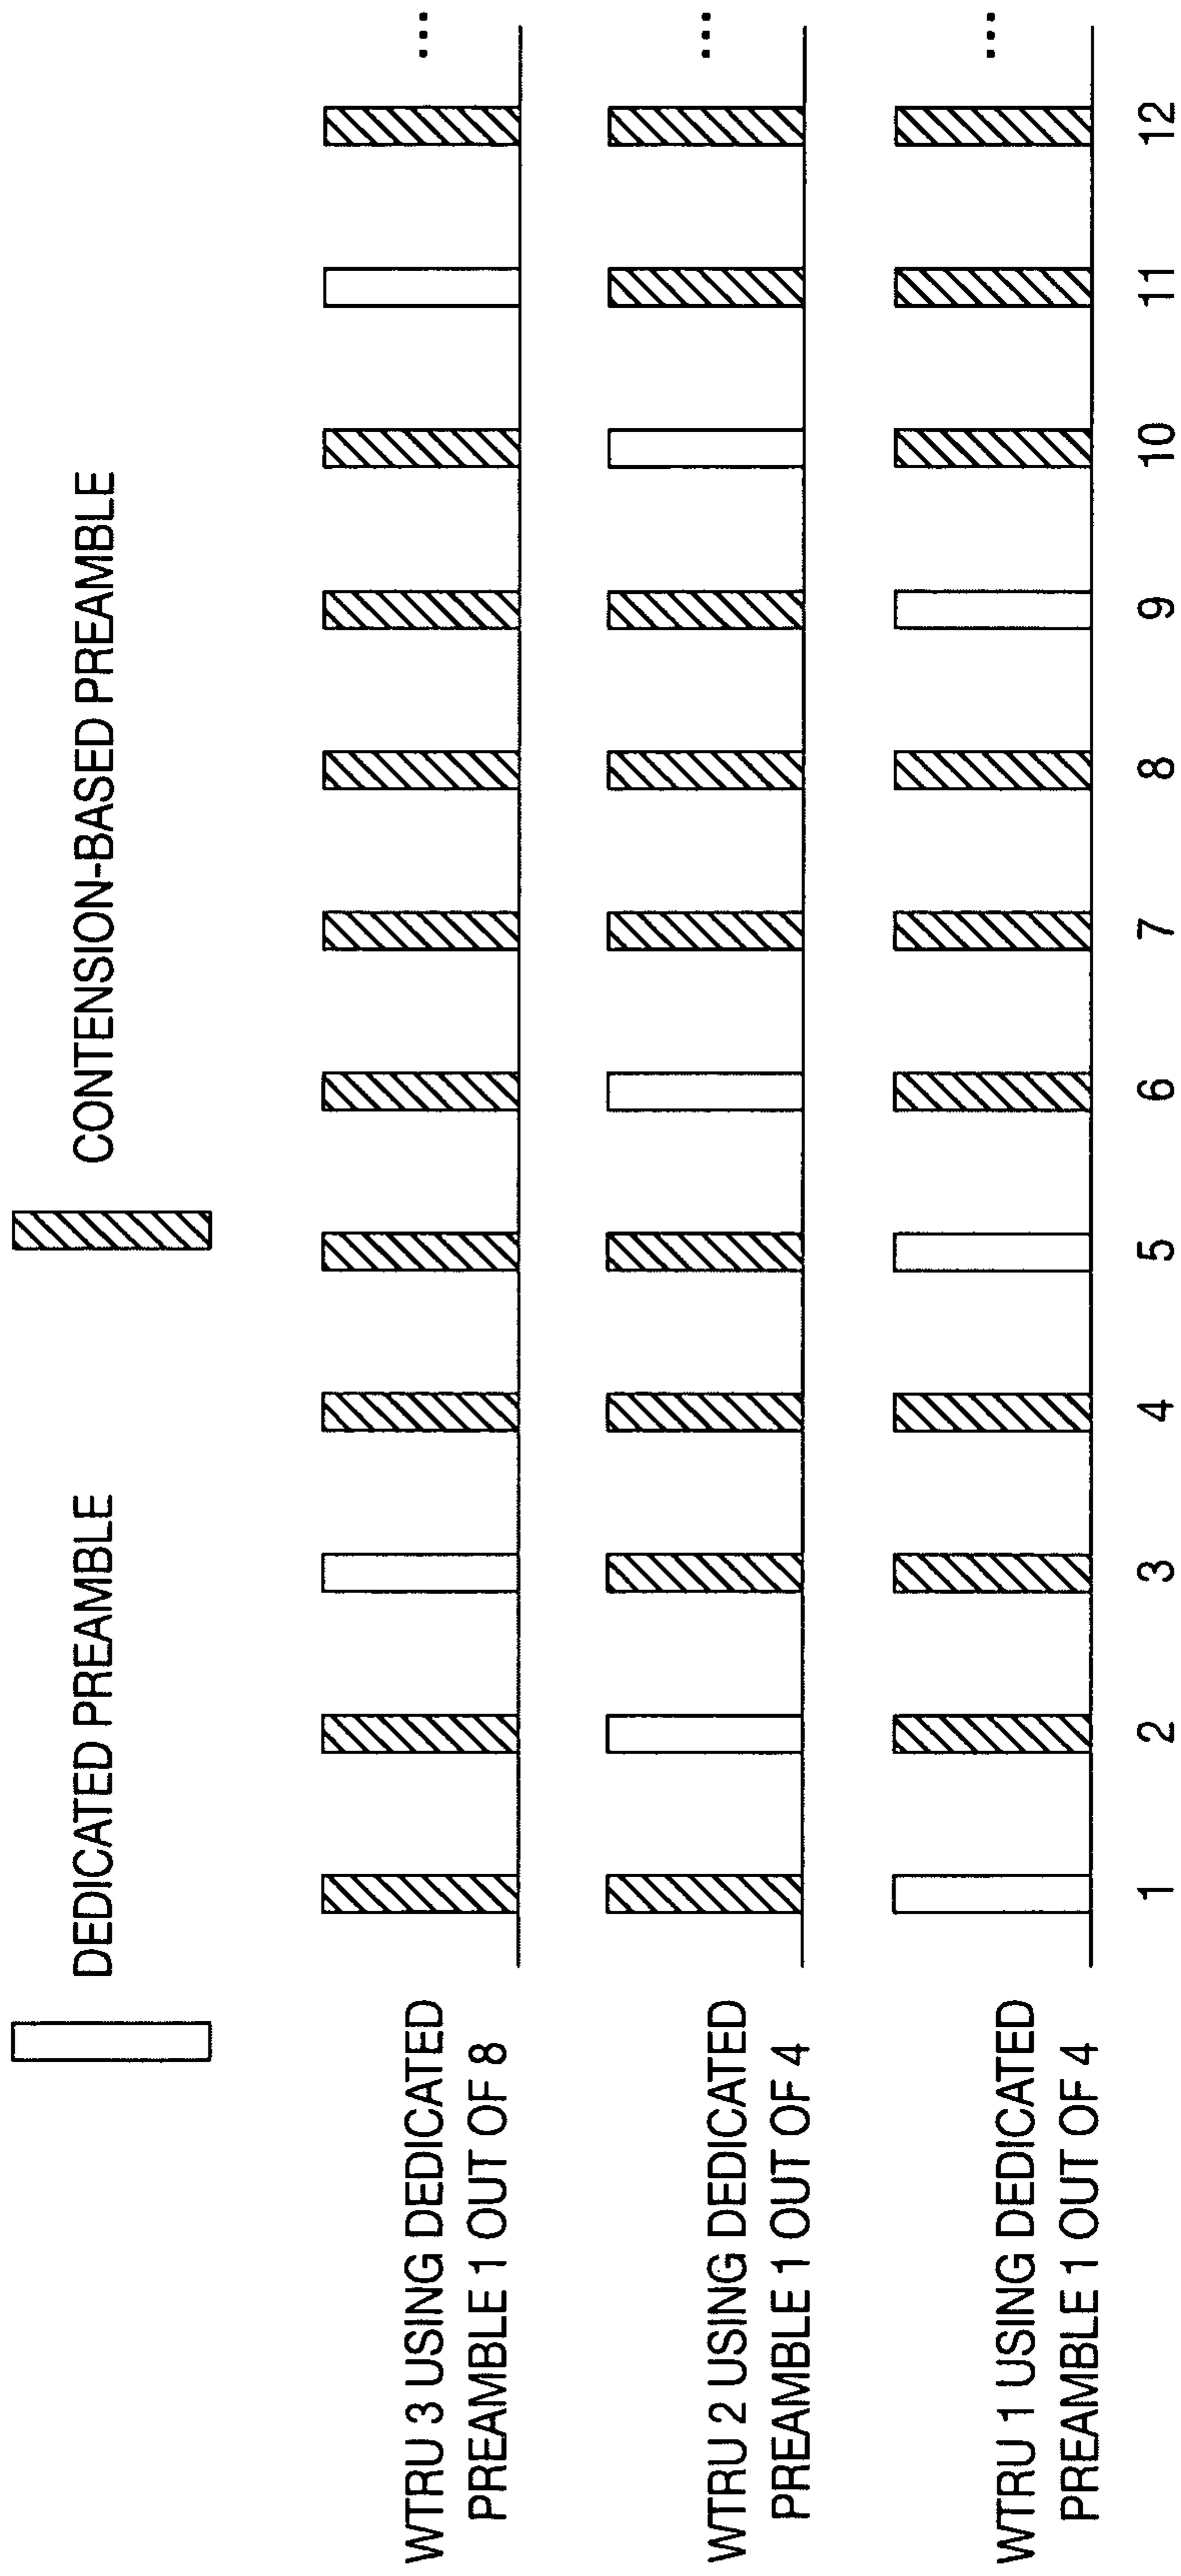 DEDICATED PREAMBLE
CONTENSION-BASED PREAMBLE
WTRU 3 USING DEDICATED
PREAMBLE 1 OUT OF 8
...
WTRU 2 USING DEDICATED
PREAMBLE 1 OUT OF 4
...
WTRU 1 USING DEDICATED
PREAMBLE 1 OUT OF 4
...
1 2 3 4 5 6 7 8 9 10 11 12